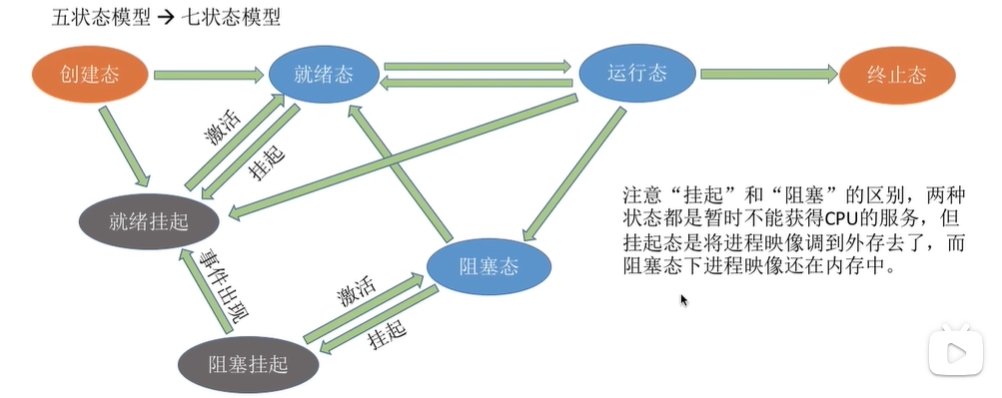 五状态模型→七状态模型
创建态
就绪态
运行态
终止态
激活
挂起
就绪挂起
注意“挂起”和“阻塞”的区别，两种
状态都是暂时不能获得CPU的服务，但
挂起态是将进程映像调到外存去了，而
阻塞态下进程映像还在内存中。
阻塞态
事件出现
激活
挂起
阻塞挂起